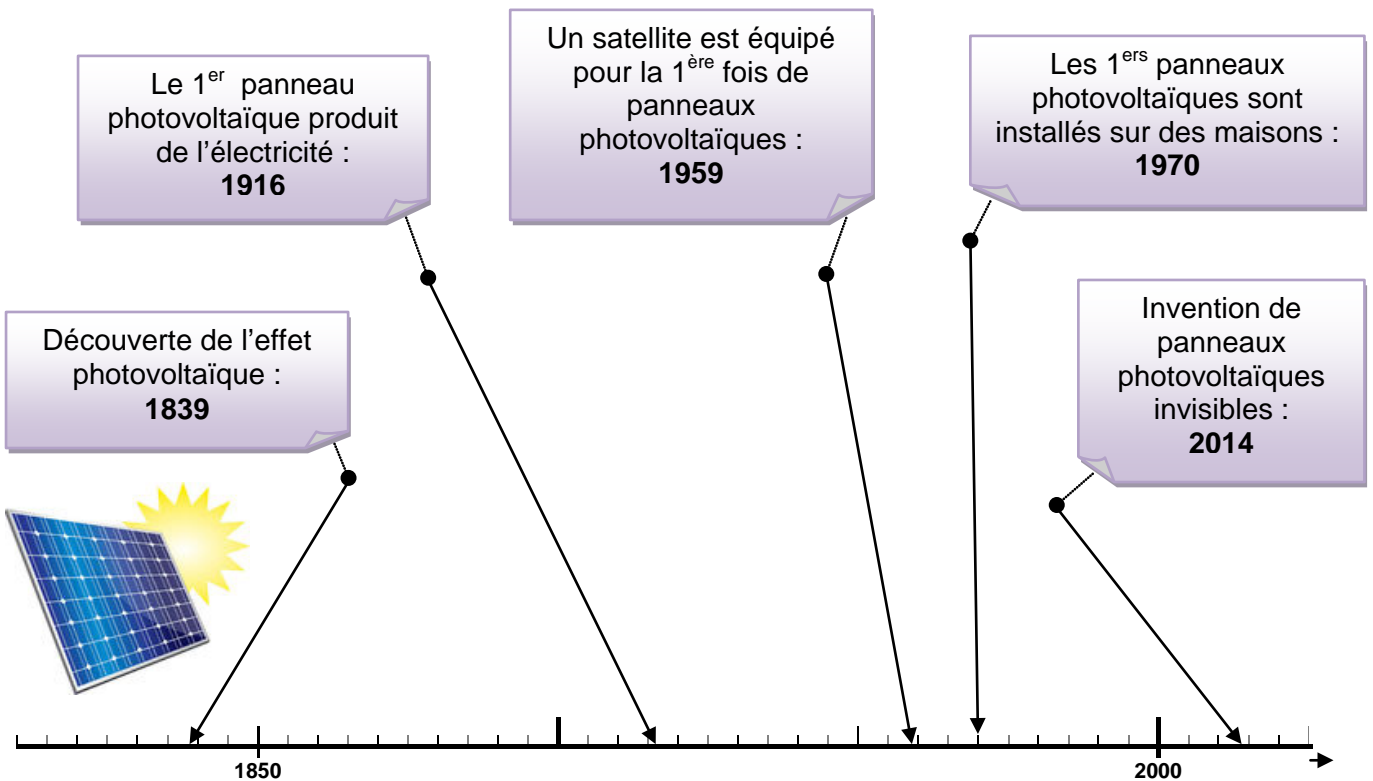 Le 1er panneau
photovoltaïque produit
de l’électricité :
1916
Un satellite est équipé
pour la 1ère fois de
panneaux
photovoltaïques :
1959
Les 1ers panneaux
photovoltaïques sont
installés sur des maisons :
1970
Découverte de l’effet
photovoltaïque :
1839
Invention de
panneaux
photovoltaïques
invisibles :
2014
1850
2000